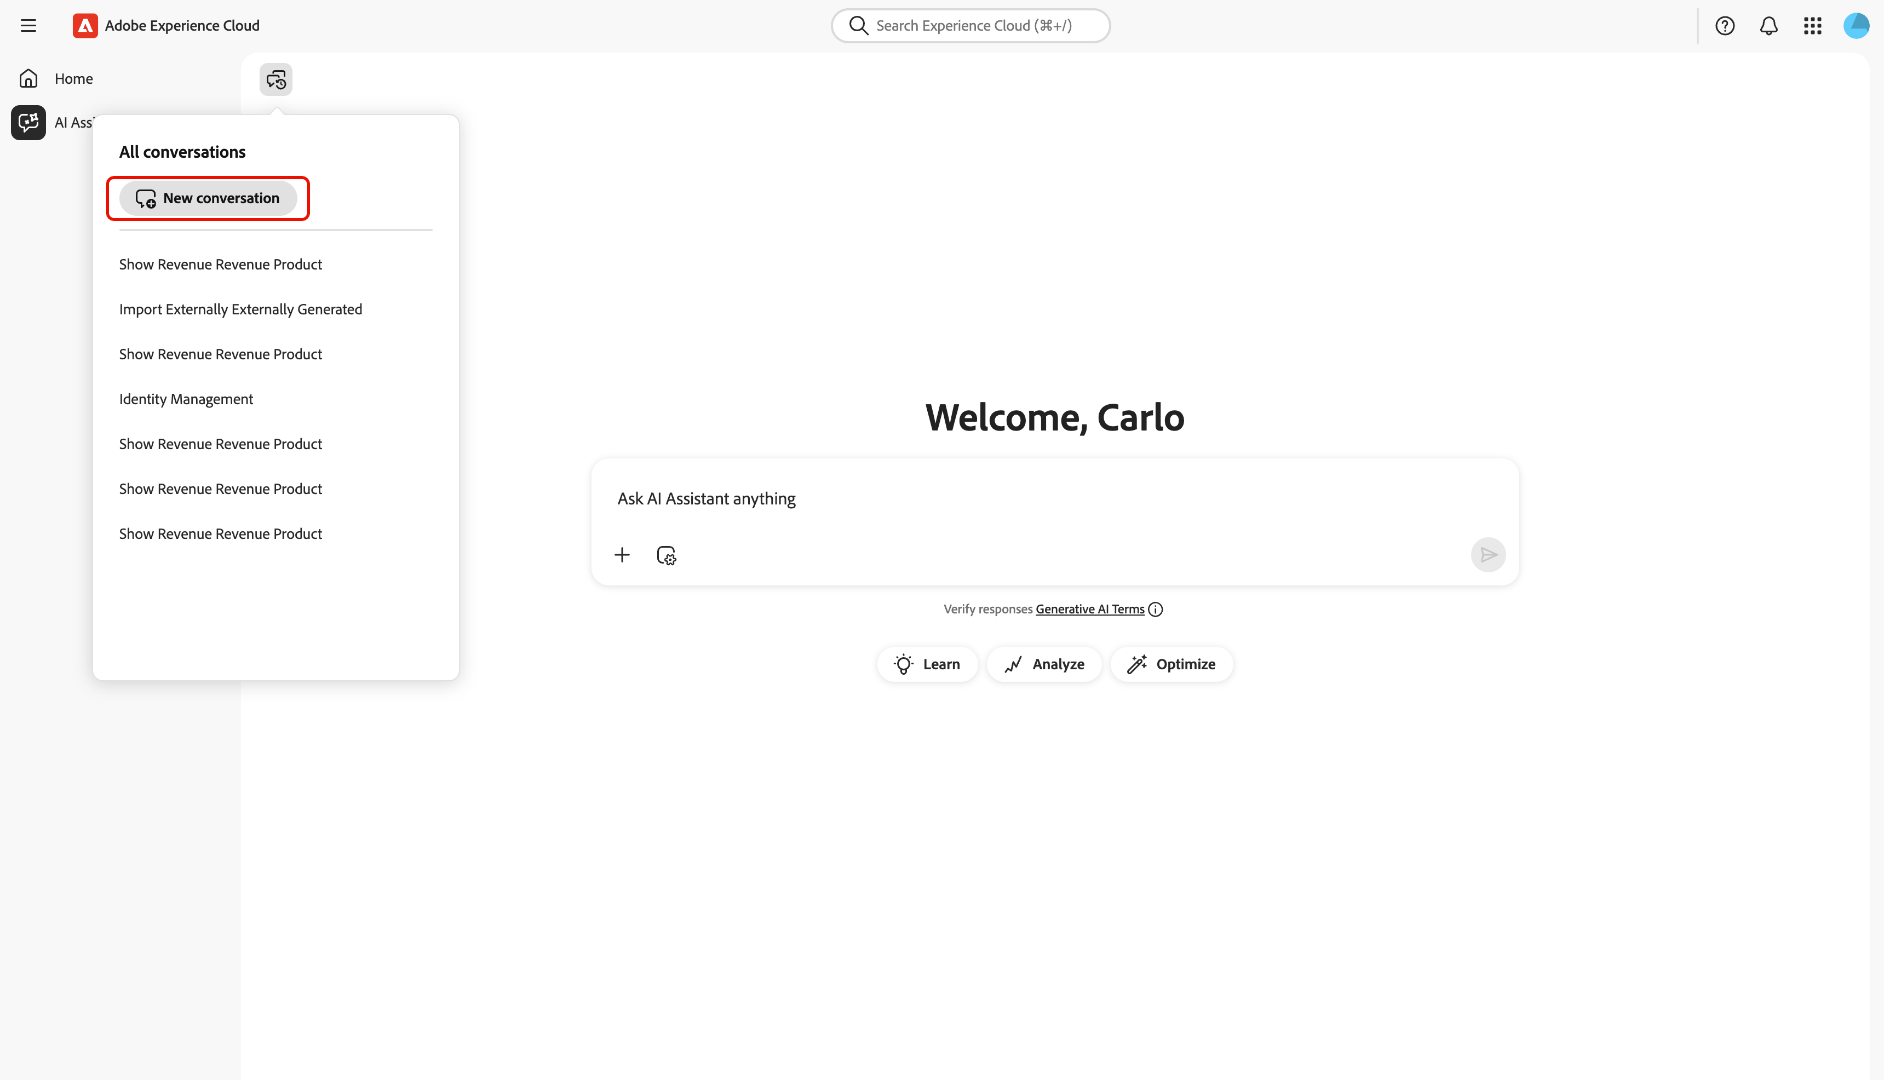 Adobe Experience Cloud
Search Experience Cloud (⌘+/)
Home
AI Assi
All conversations
New conversation
Show Revenue Revenue Product
Import Externally Externally Generated
Show Revenue Revenue Product
Identity Management
Show Revenue Revenue Product
Show Revenue Revenue Product
Show Revenue Revenue Product
Welcome, Carlo
Ask AI Assistant anything
Verify responses Generative AI Terms
Learn
Analyze
Optimize